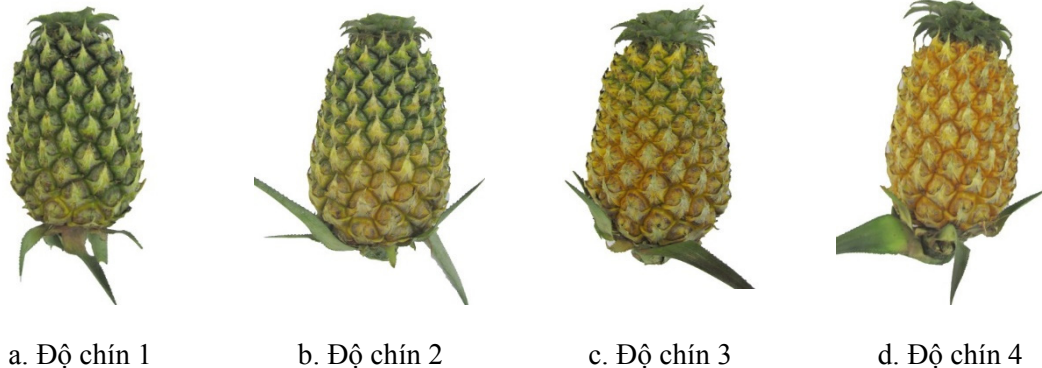 a. Độ chín 1 b. Độ chín 2 c. Độ chín 3 d. Độ chín 4